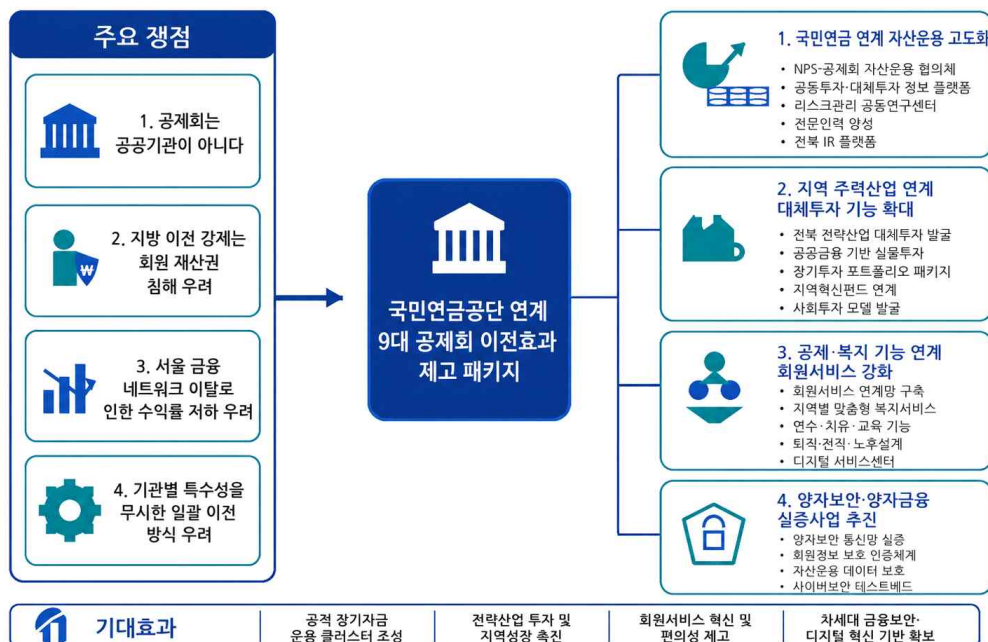 주요 쟁점
1. 공제회는
공공기관이 아니다
2. 지방 이전 강제는
회원 재산권
침해 우려
₩
3. 서울 금융
네트워크 이탈로
인한 수익률 저하 우려
4. 기관별 특수성을
무시한 일괄 이전
방식 우려
국민연금공단 연계
9대 공제회 이전효과
제고 패키지
1. 국민연금 연계 자산운용 고도화
• NPS-공제회 자산운용 협의체
• 공동투자·대체투자 정보 플랫폼
• 리스크관리 공동연구센터
• 전문인력 양성
• 전북 IR 플랫폼
2. 지역 주력산업 연계
대체투자 기능 확대
• 전북 전략산업 대체투자 발굴
• 공공금융 기반 실물투자
• 장기투자 포트폴리오 패키지
• 지역혁신펀드 연계
• 사회투자 모델 발굴
3. 공제·복지 기능 연계
회원서비스 강화
• 회원서비스 연계망 구축
• 지역별 맞춤형 복지서비스
• 연수·치유·교육 기능
• 퇴직·전직·노후설계
• 디지털 서비스센터
4. 양자보안·양자금융
실증사업 추진
• 양자보안 통신망 실증
• 회원정보 보호 인증체계
• 자산운용 데이터 보호
• 사이버보안 테스트베드
기대효과
공적 장기자금
운용 클러스터 조성
전략산업 투자 및
지역성장 촉진
회원서비스 혁신 및
편의성 제고
차세대 금융보안·
디지털 혁신 기반 확보